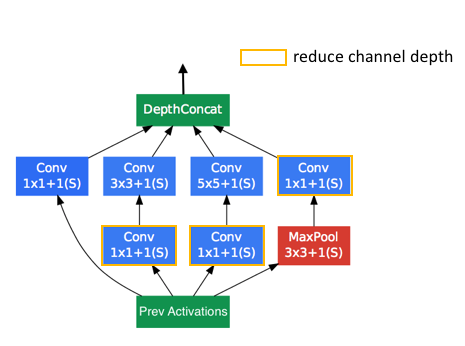 reduce channel depth
DepthConcat
Conv
1x1+1(S)
Conv
3x3+1(S)
Conv
5x5+1(S)
Conv
1x1+1(S)
Conv
1x1+1(S)
Conv
1x1+1(S)
MaxPool
3x3+1(S)
Prev Activations